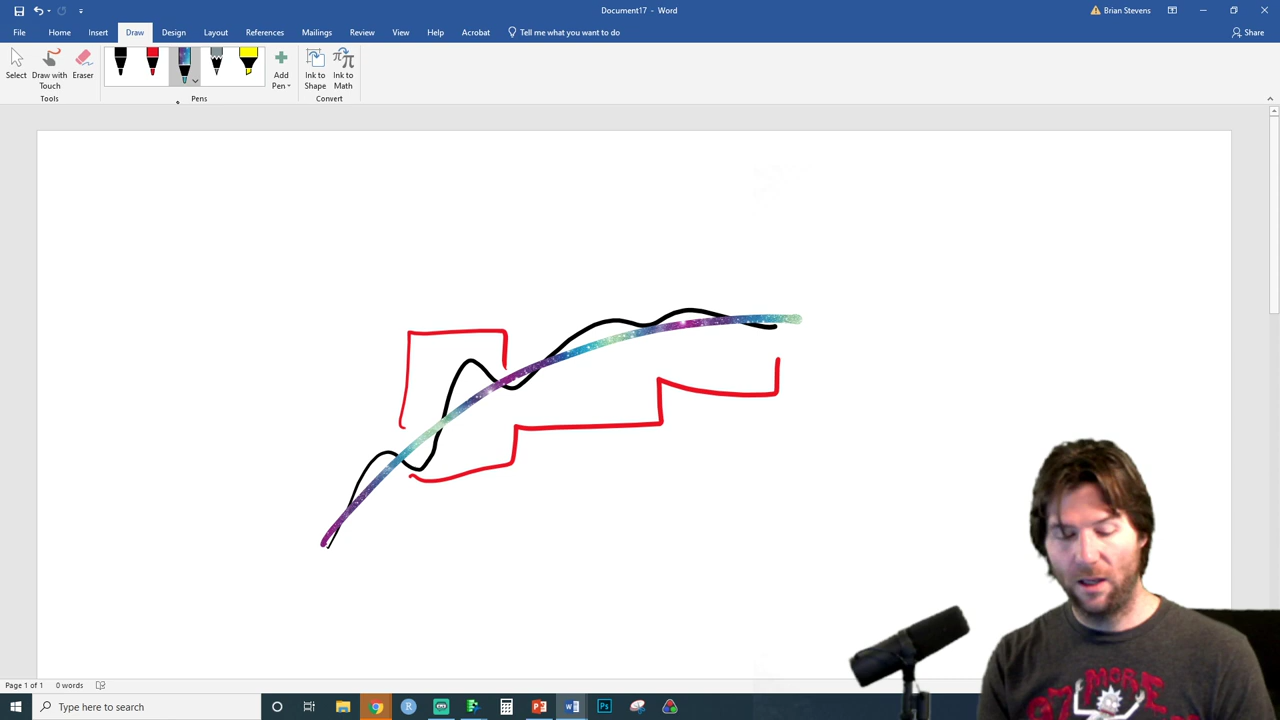 Document17 - Word
Brian Stevens
File Home Insert Draw Design Layout References Mailings Review View Help Acrobat Tell me what you want to do Share
Select Draw with Touch Eraser Add Pen Ink to Shape Ink to Math
Tools Pens Convert
MORE
Page 1 of 1 0 words
Type here to search